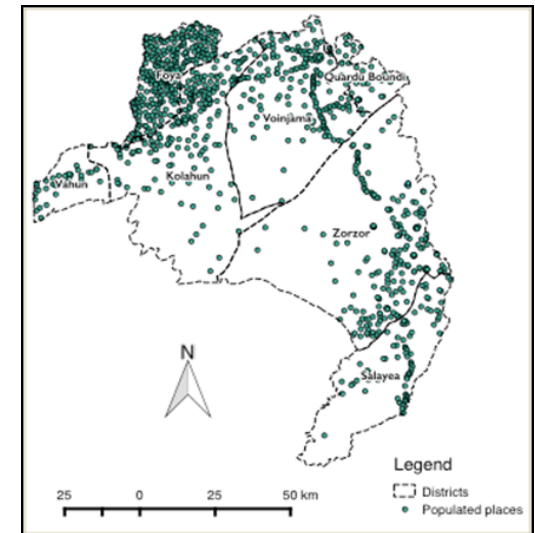 Foya
Quardu Boundi
Voinjama
Kolahun
Vahun
Zorzor
Salayea
N
Legend
Districts
Populated places
25 0 25 50 km